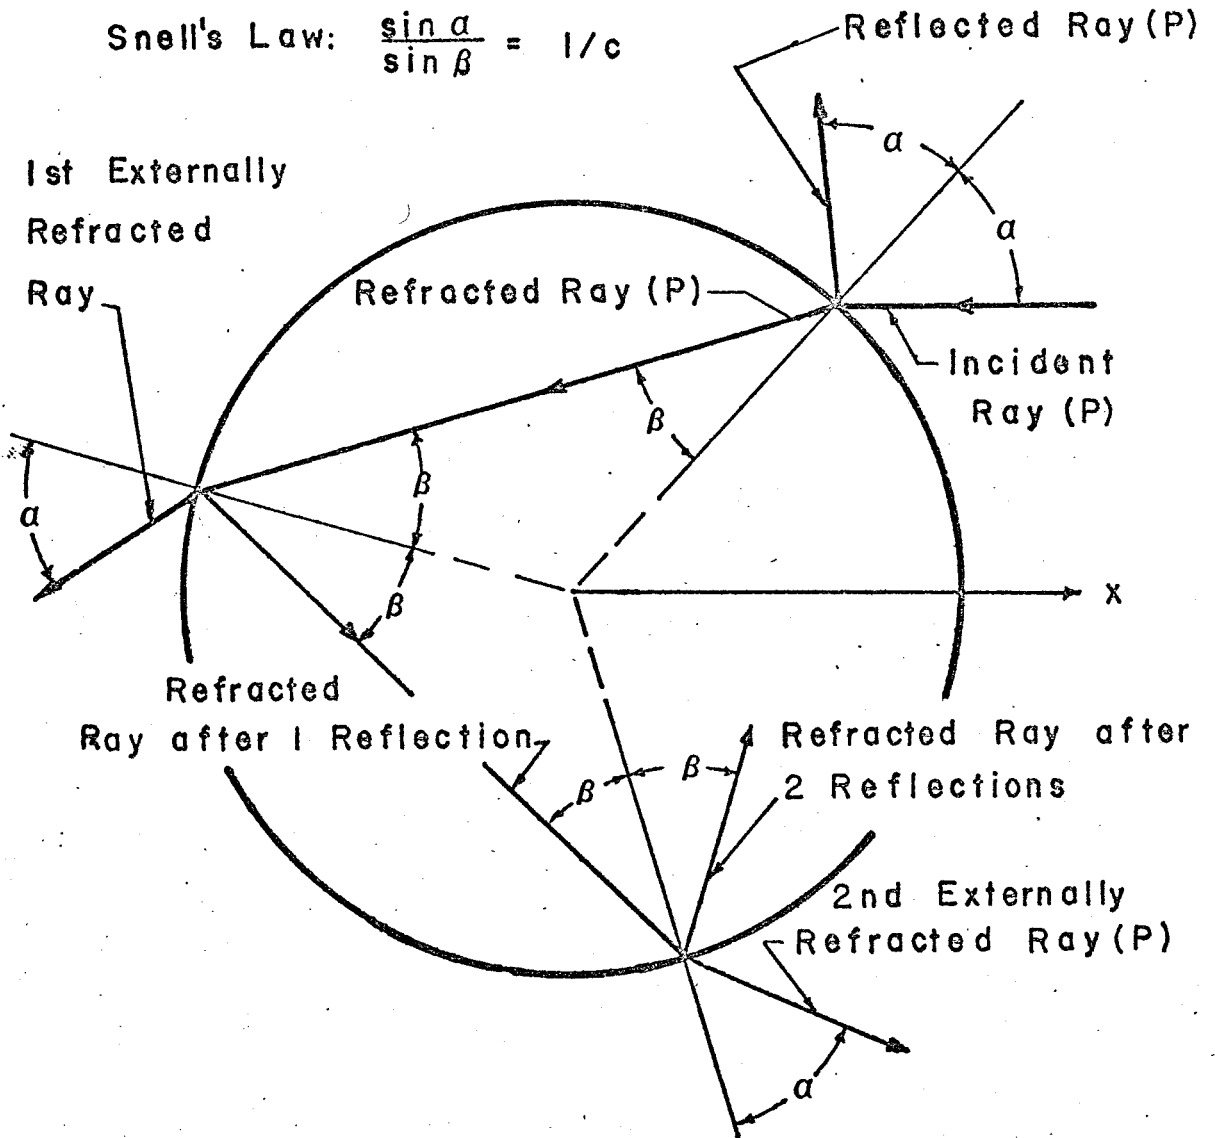 Snell's Law: sin α / sin β = 1/c
Reflected Ray (P)
α
α
1st Externally
Refracted
Ray
Refracted Ray (P)
Incident
Ray (P)
β
β
α
β
x
Refracted
Ray after 1 Reflection
Refracted Ray after
2 Reflections
β
β
2nd Externally
Refracted Ray (P)
α